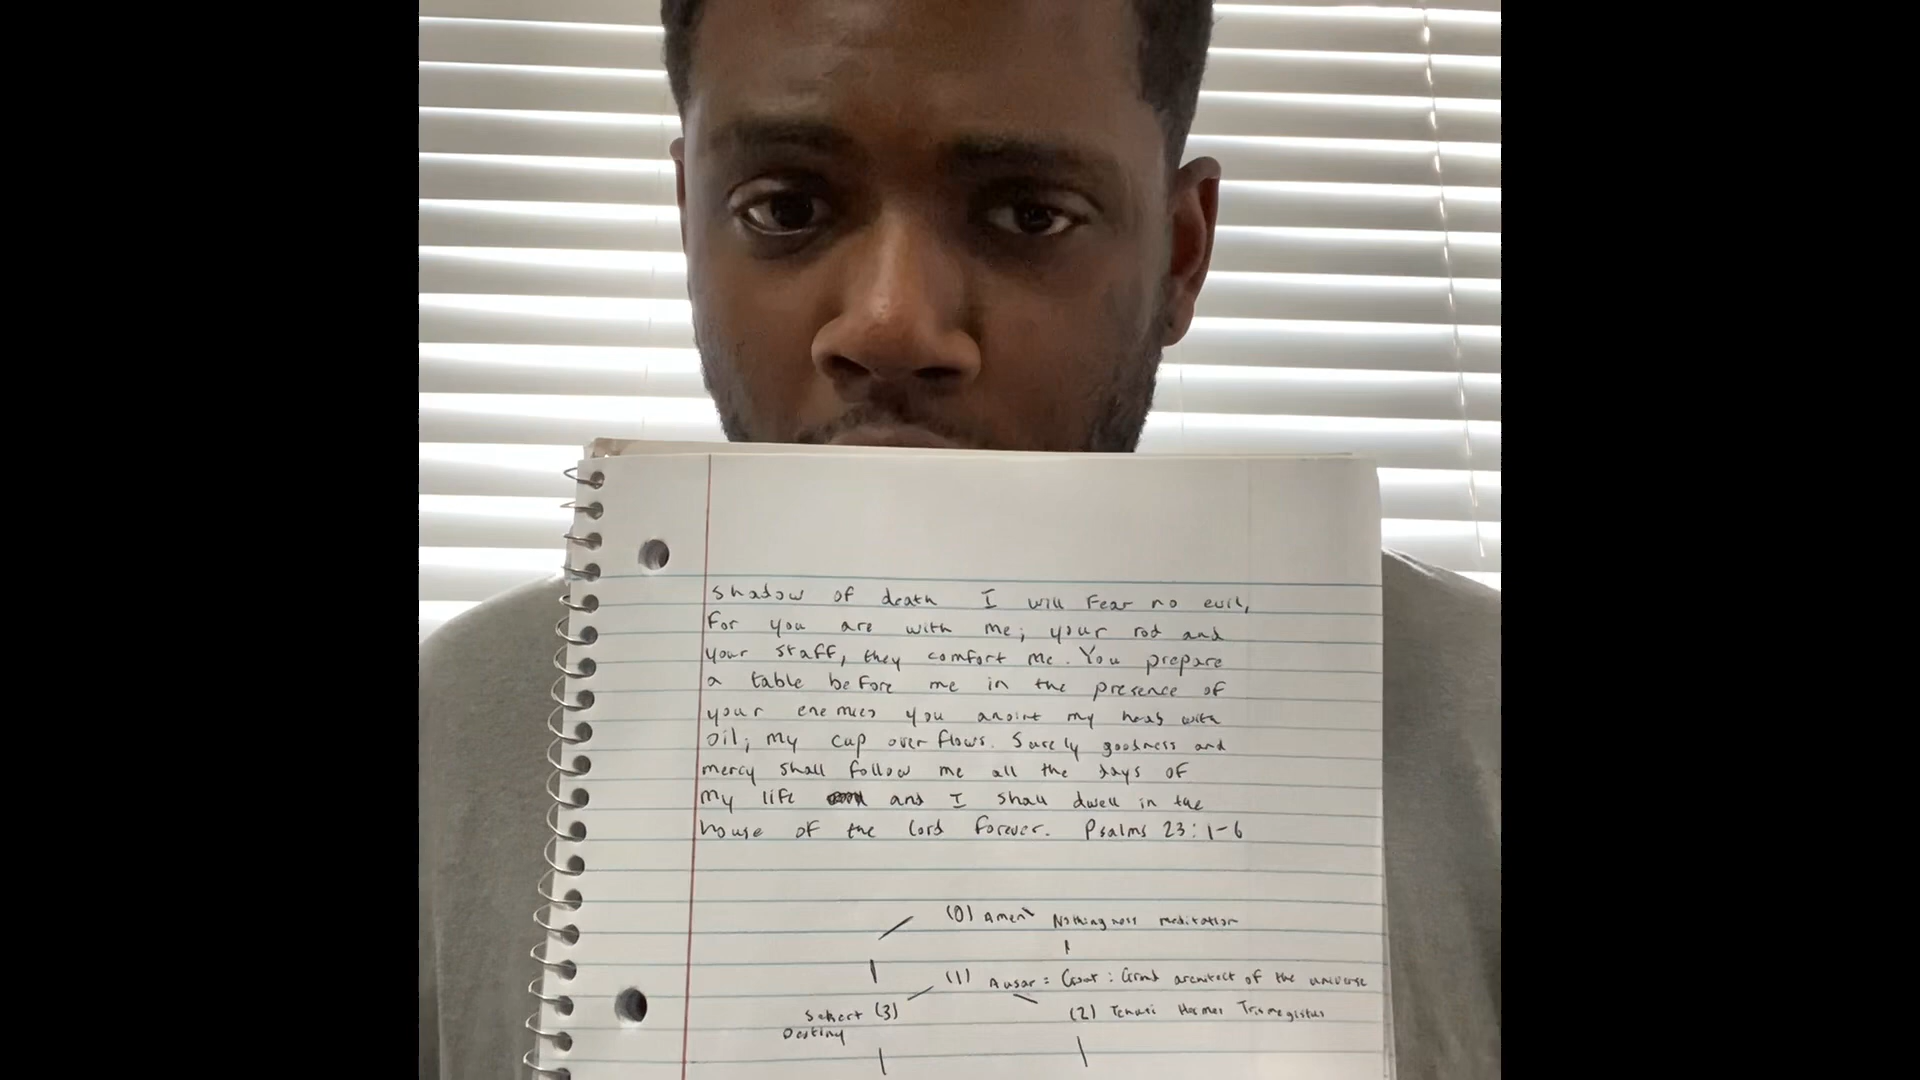 shadow of death I will fear no evil,
for you are with me; your rod and
your staff, they comfort me. You prepare
a table before me in the presence of
your enemies you anoint my head with
oil; my cup overflows. Surely goodness and
mercy shall follow me all the days of
my life and I shall dwell in the
house of the lord forever. Psalms 23:1-6
(0) Amen Nothingness meditation
(1) Ausar = : Grand architect of the universe
Sekert (3)
(2) Tehuti Hermes Trismegistus
Destiny